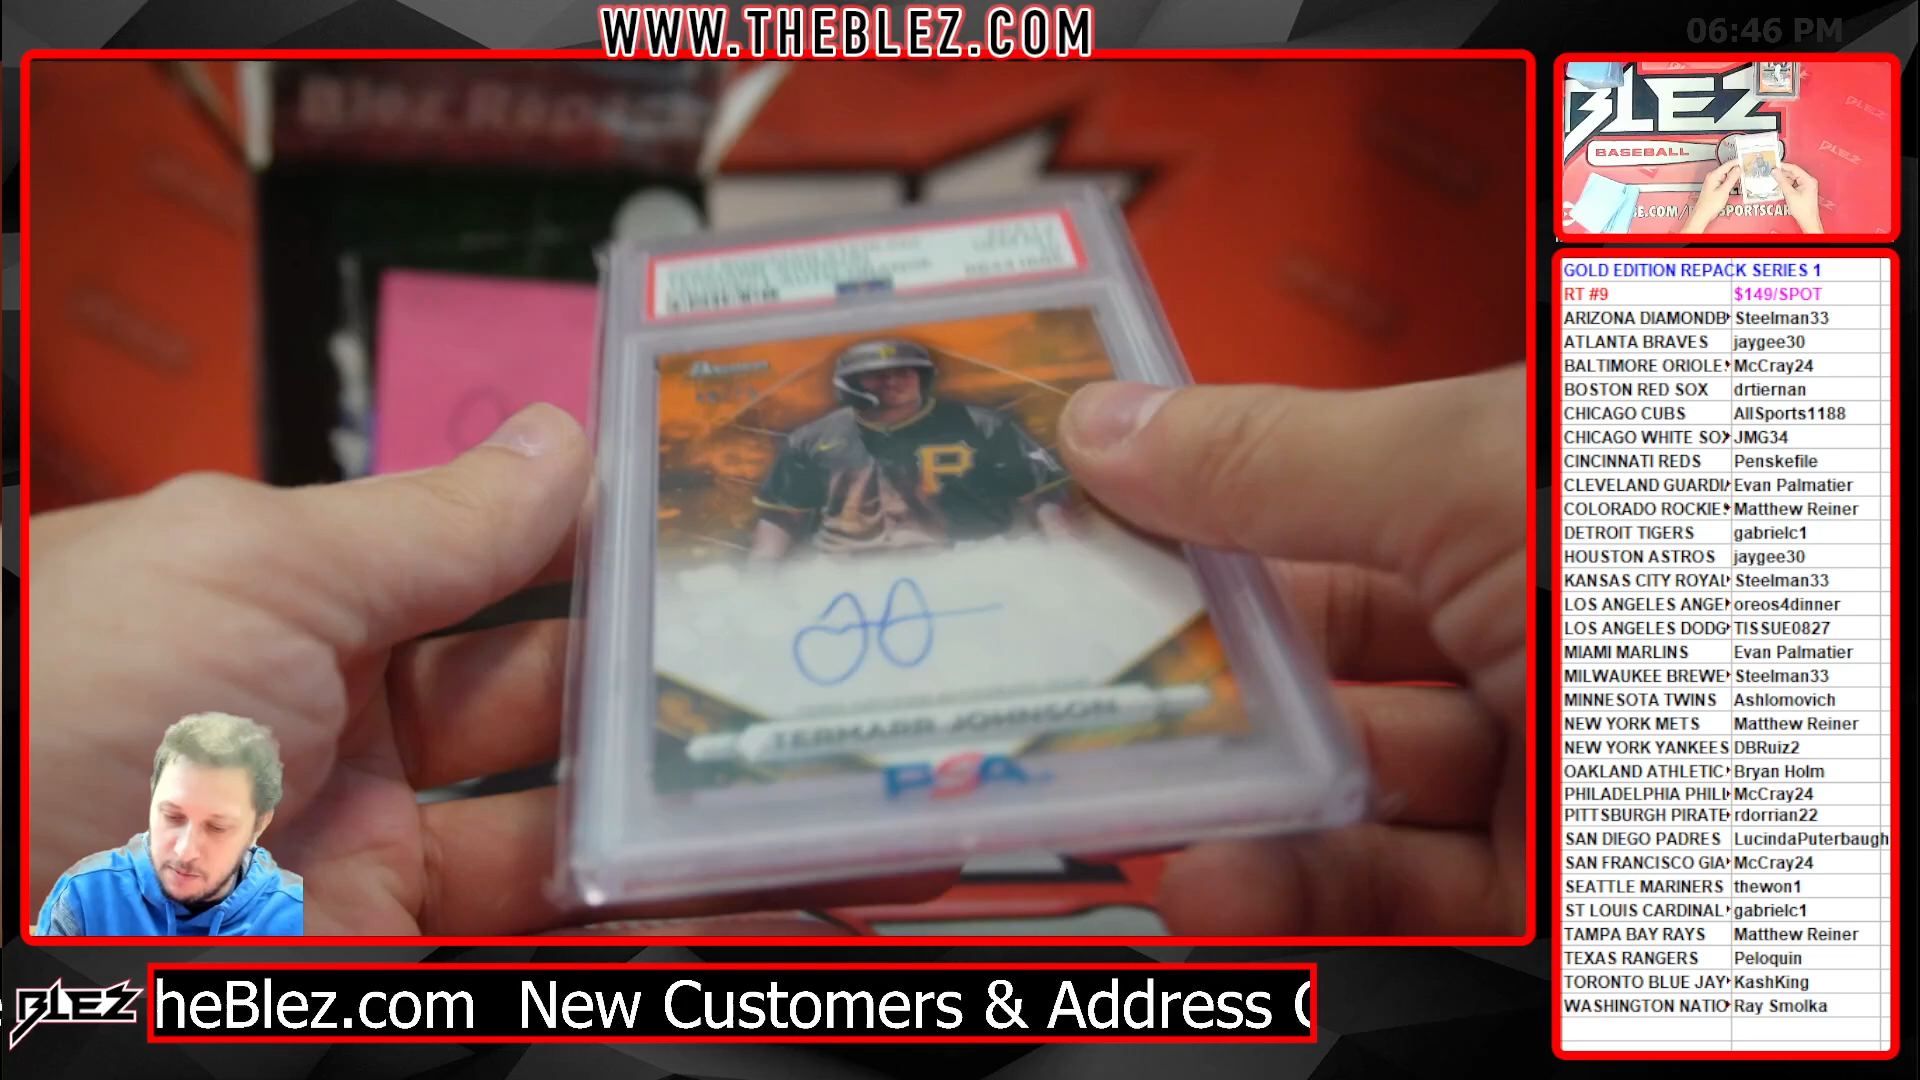 WWW.THEBLEZ.COM
06:46 PM
Blez Repack
BLEZ
BASEBALL
P
TERMARR JOHNSON
PSA
GOLD EDITION REPACK SERIES 1
RT #9 $149/SPOT
ARIZONA DIAMONDB Steelman33
ATLANTA BRAVES jaygee30
BALTIMORE ORIOLE McCray24
BOSTON RED SOX drtiernan
CHICAGO CUBS AllSports1188
CHICAGO WHITE SOX JMG34
CINCINNATI REDS Penskefile
CLEVELAND GUARDI Evan Palmatier
COLORADO ROCKIE Matthew Reiner
DETROIT TIGERS gabrielc1
HOUSTON ASTROS jaygee30
KANSAS CITY ROYAL Steelman33
LOS ANGELES ANGE oreos4dinner
LOS ANGELES DODG TISSUE0827
MIAMI MARLINS Evan Palmatier
MILWAUKEE BREWE Steelman33
MINNESOTA TWINS Ashlomovich
NEW YORK METS Matthew Reiner
NEW YORK YANKEES DBRuiz2
OAKLAND ATHLETIC Bryan Holm
PHILADELPHIA PHILL McCray24
PITTSBURGH PIRATE rdorrian22
SAN DIEGO PADRES LucindaPuterbaugh
SAN FRANCISCO GIA McCray24
SEATTLE MARINERS thewon1
ST LOUIS CARDINAL gabrielc1
TAMPA BAY RAYS Matthew Reiner
TEXAS RANGERS Peloquin
TORONTO BLUE JAY KashKing
WASHINGTON NATIO Ray Smolka
BLEZ
heBlez.com New Customers & Address